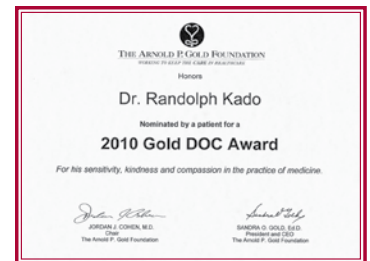 THE ARNOLD P. GOLD FOUNDATION
WORKING TO KEEP THE CARE IN HEALTHCARE
Honors
Dr. Randolph Kado
Nominated by a patient for a
2010 Gold DOC Award
For his sensitivity, kindness and compassion in the practice of medicine.
JORDAN J. COHEN, M.D.
Chair
The Arnold P. Gold Foundation
SANDRA O. GOLD, Ed.D.
President and CEO
The Arnold P. Gold Foundation